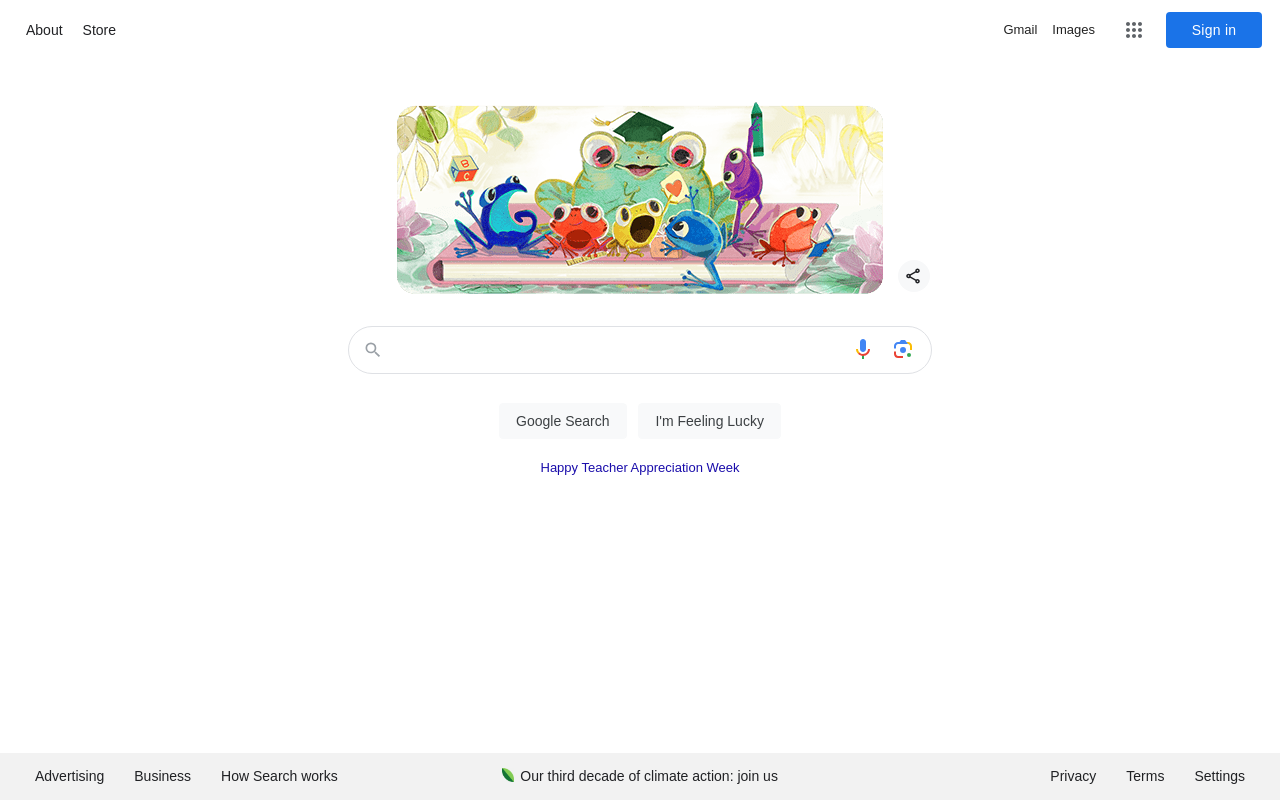 About Store Gmail Images Sign in
A B C
Google Search I'm Feeling Lucky
Happy Teacher Appreciation Week
Advertising Business How Search works Our third decade of climate action: join us Privacy Terms Settings